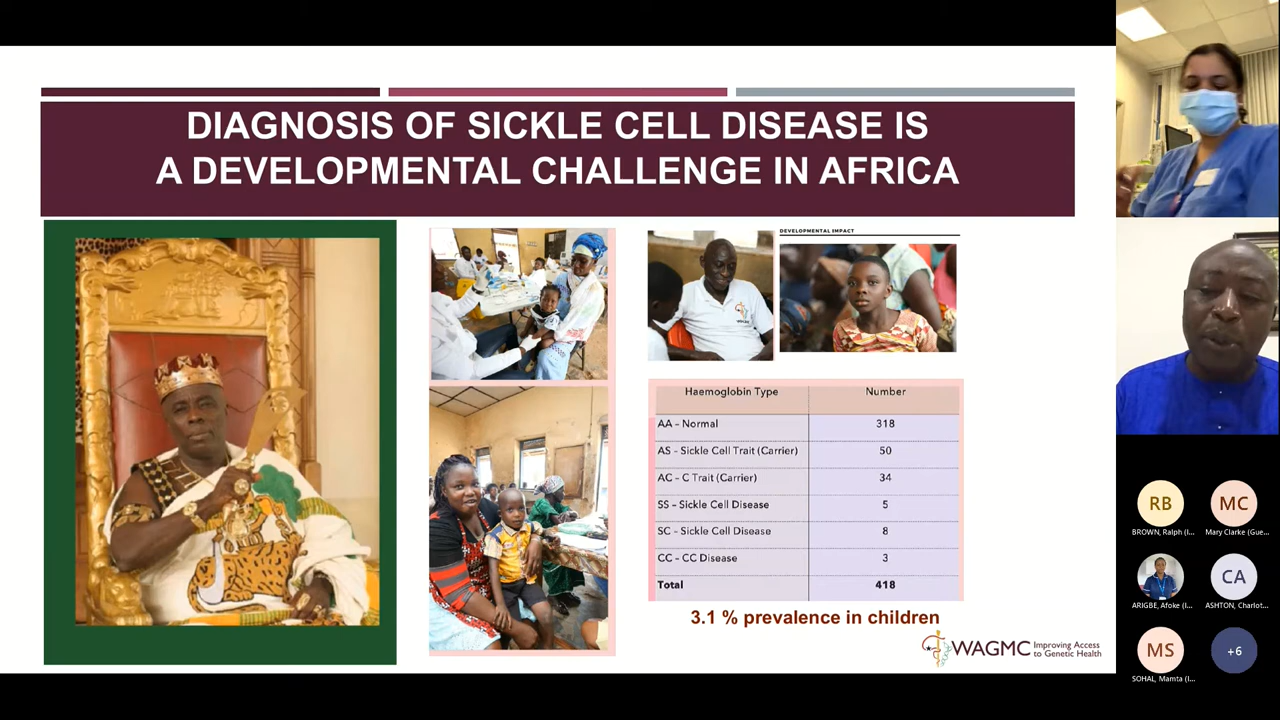 DIAGNOSIS OF SICKLE CELL DISEASE IS
A DEVELOPMENTAL CHALLENGE IN AFRICA
DEVELOPMENTAL IMPACT
WAGMC
Haemoglobin Type Number
AA – Normal 318
AS - Sickle Cell Trait (Carrier) 50
AC - C Trait (Carrier) 34
SS - Sickle Cell Disease 5
SC - Sickle Cell Disease 8
CC - CC Disease 3
Total 418
3.1 % prevalence in children
WAGMC Improving Access
to Genetic Health
RB
BROWN, Ralph (I...
MC
Mary Clarke (Gue...
ARIGBE, Afoke (I...
CA
ASHTON, Charlot...
MS
SOHAL, Mamta (I...
+6